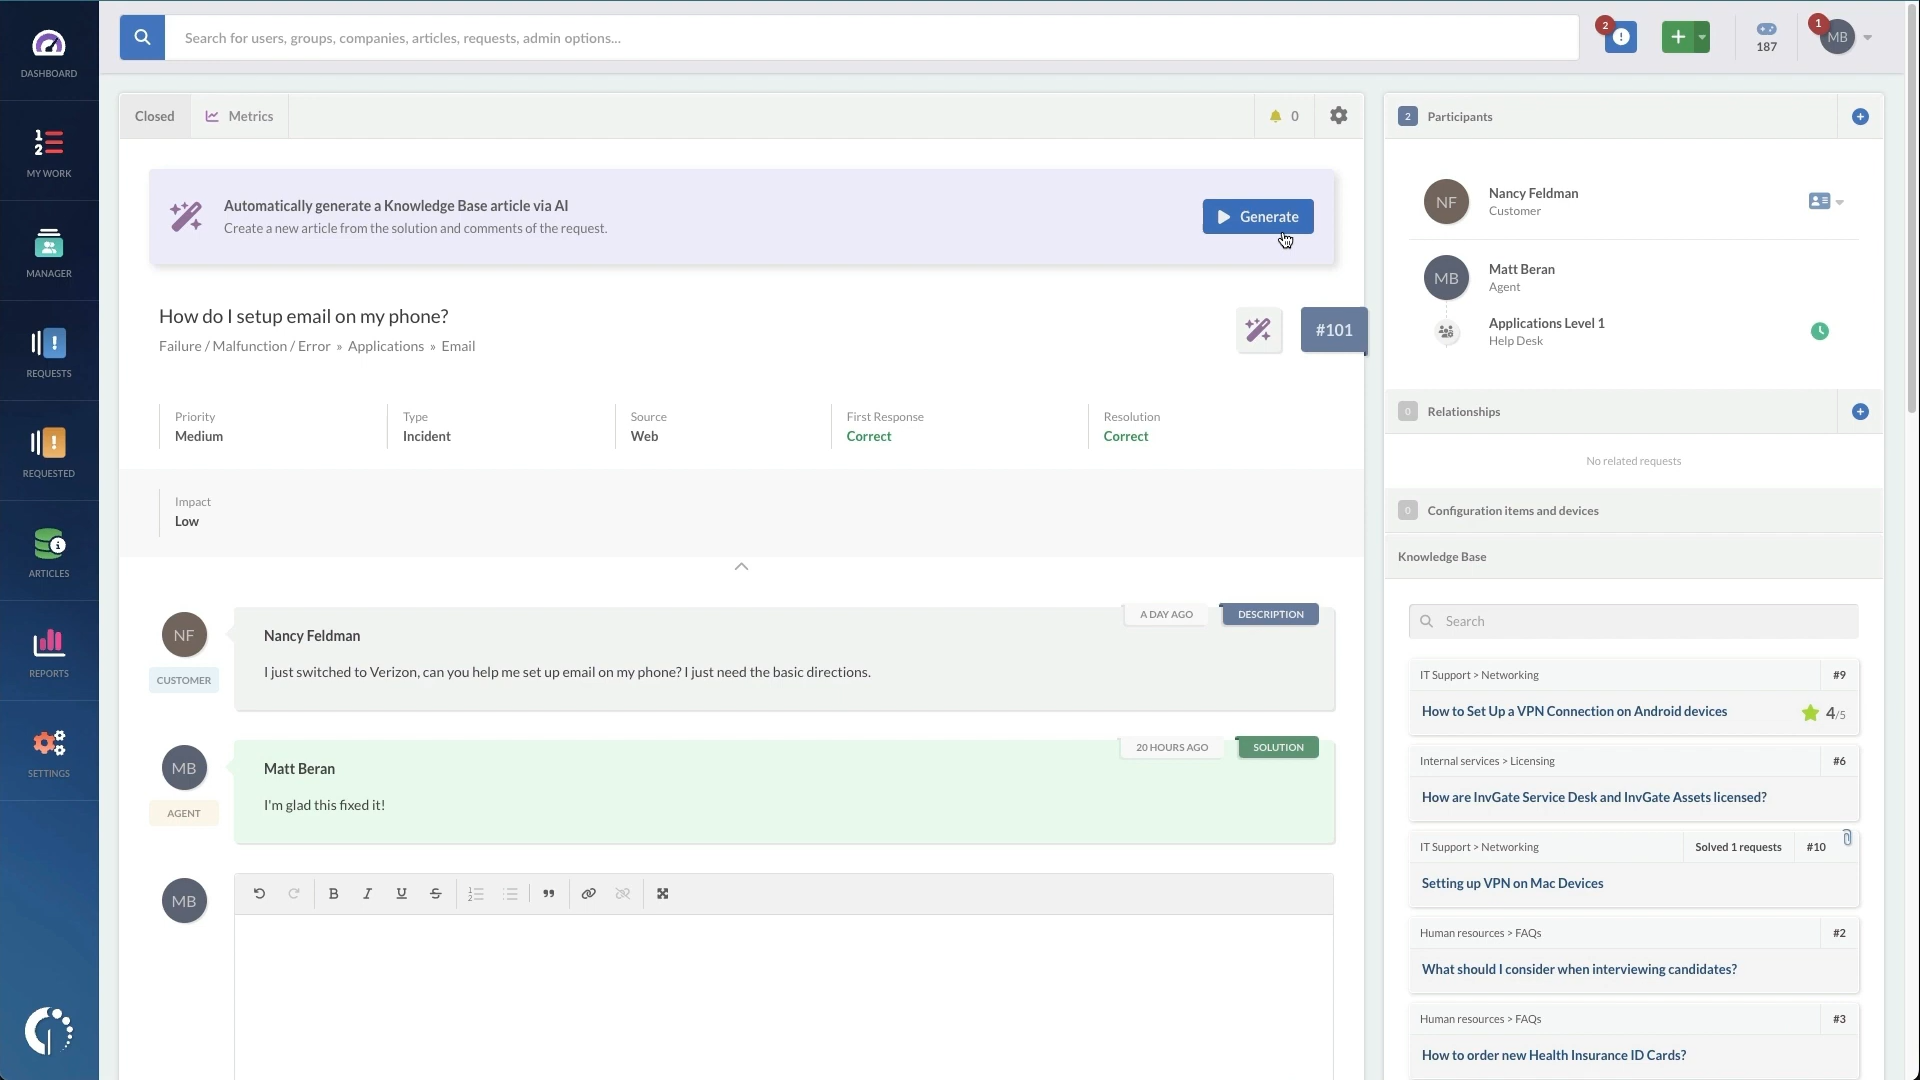 DASHBOARD
1
2
MY WORK
MANAGER
REQUESTS
REQUESTED
ARTICLES
REPORTS
SETTINGS
Search for users, groups, companies, articles, requests, admin options...
2
187
1
MB
Closed
Metrics
0
Automatically generate a Knowledge Base article via AI
Create a new article from the solution and comments of the request.
Generate
How do I setup email on my phone?
Failure / Malfunction / Error » Applications » Email
#101
Priority
Medium
Type
Incident
Source
Web
First Response
Correct
Resolution
Correct
Impact
Low
NF
CUSTOMER
A DAY AGO
DESCRIPTION
Nancy Feldman
I just switched to Verizon, can you help me set up email on my phone? I just need the basic directions.
MB
AGENT
20 HOURS AGO
SOLUTION
Matt Beran
I'm glad this fixed it!
MB
B I U S
2 Participants
NF
Nancy Feldman
Customer
MB
Matt Beran
Agent
Applications Level 1
Help Desk
0 Relationships
No related requests
0 Configuration items and devices
Knowledge Base
Search
IT Support > Networking #9
How to Set Up a VPN Connection on Android devices 4/5
Internal services > Licensing #6
How are InvGate Service Desk and InvGate Assets licensed?
IT Support > Networking Solved 1 requests #10
Setting up VPN on Mac Devices
Human resources > FAQs #2
What should I consider when interviewing candidates?
Human resources > FAQs #3
How to order new Health Insurance ID Cards?